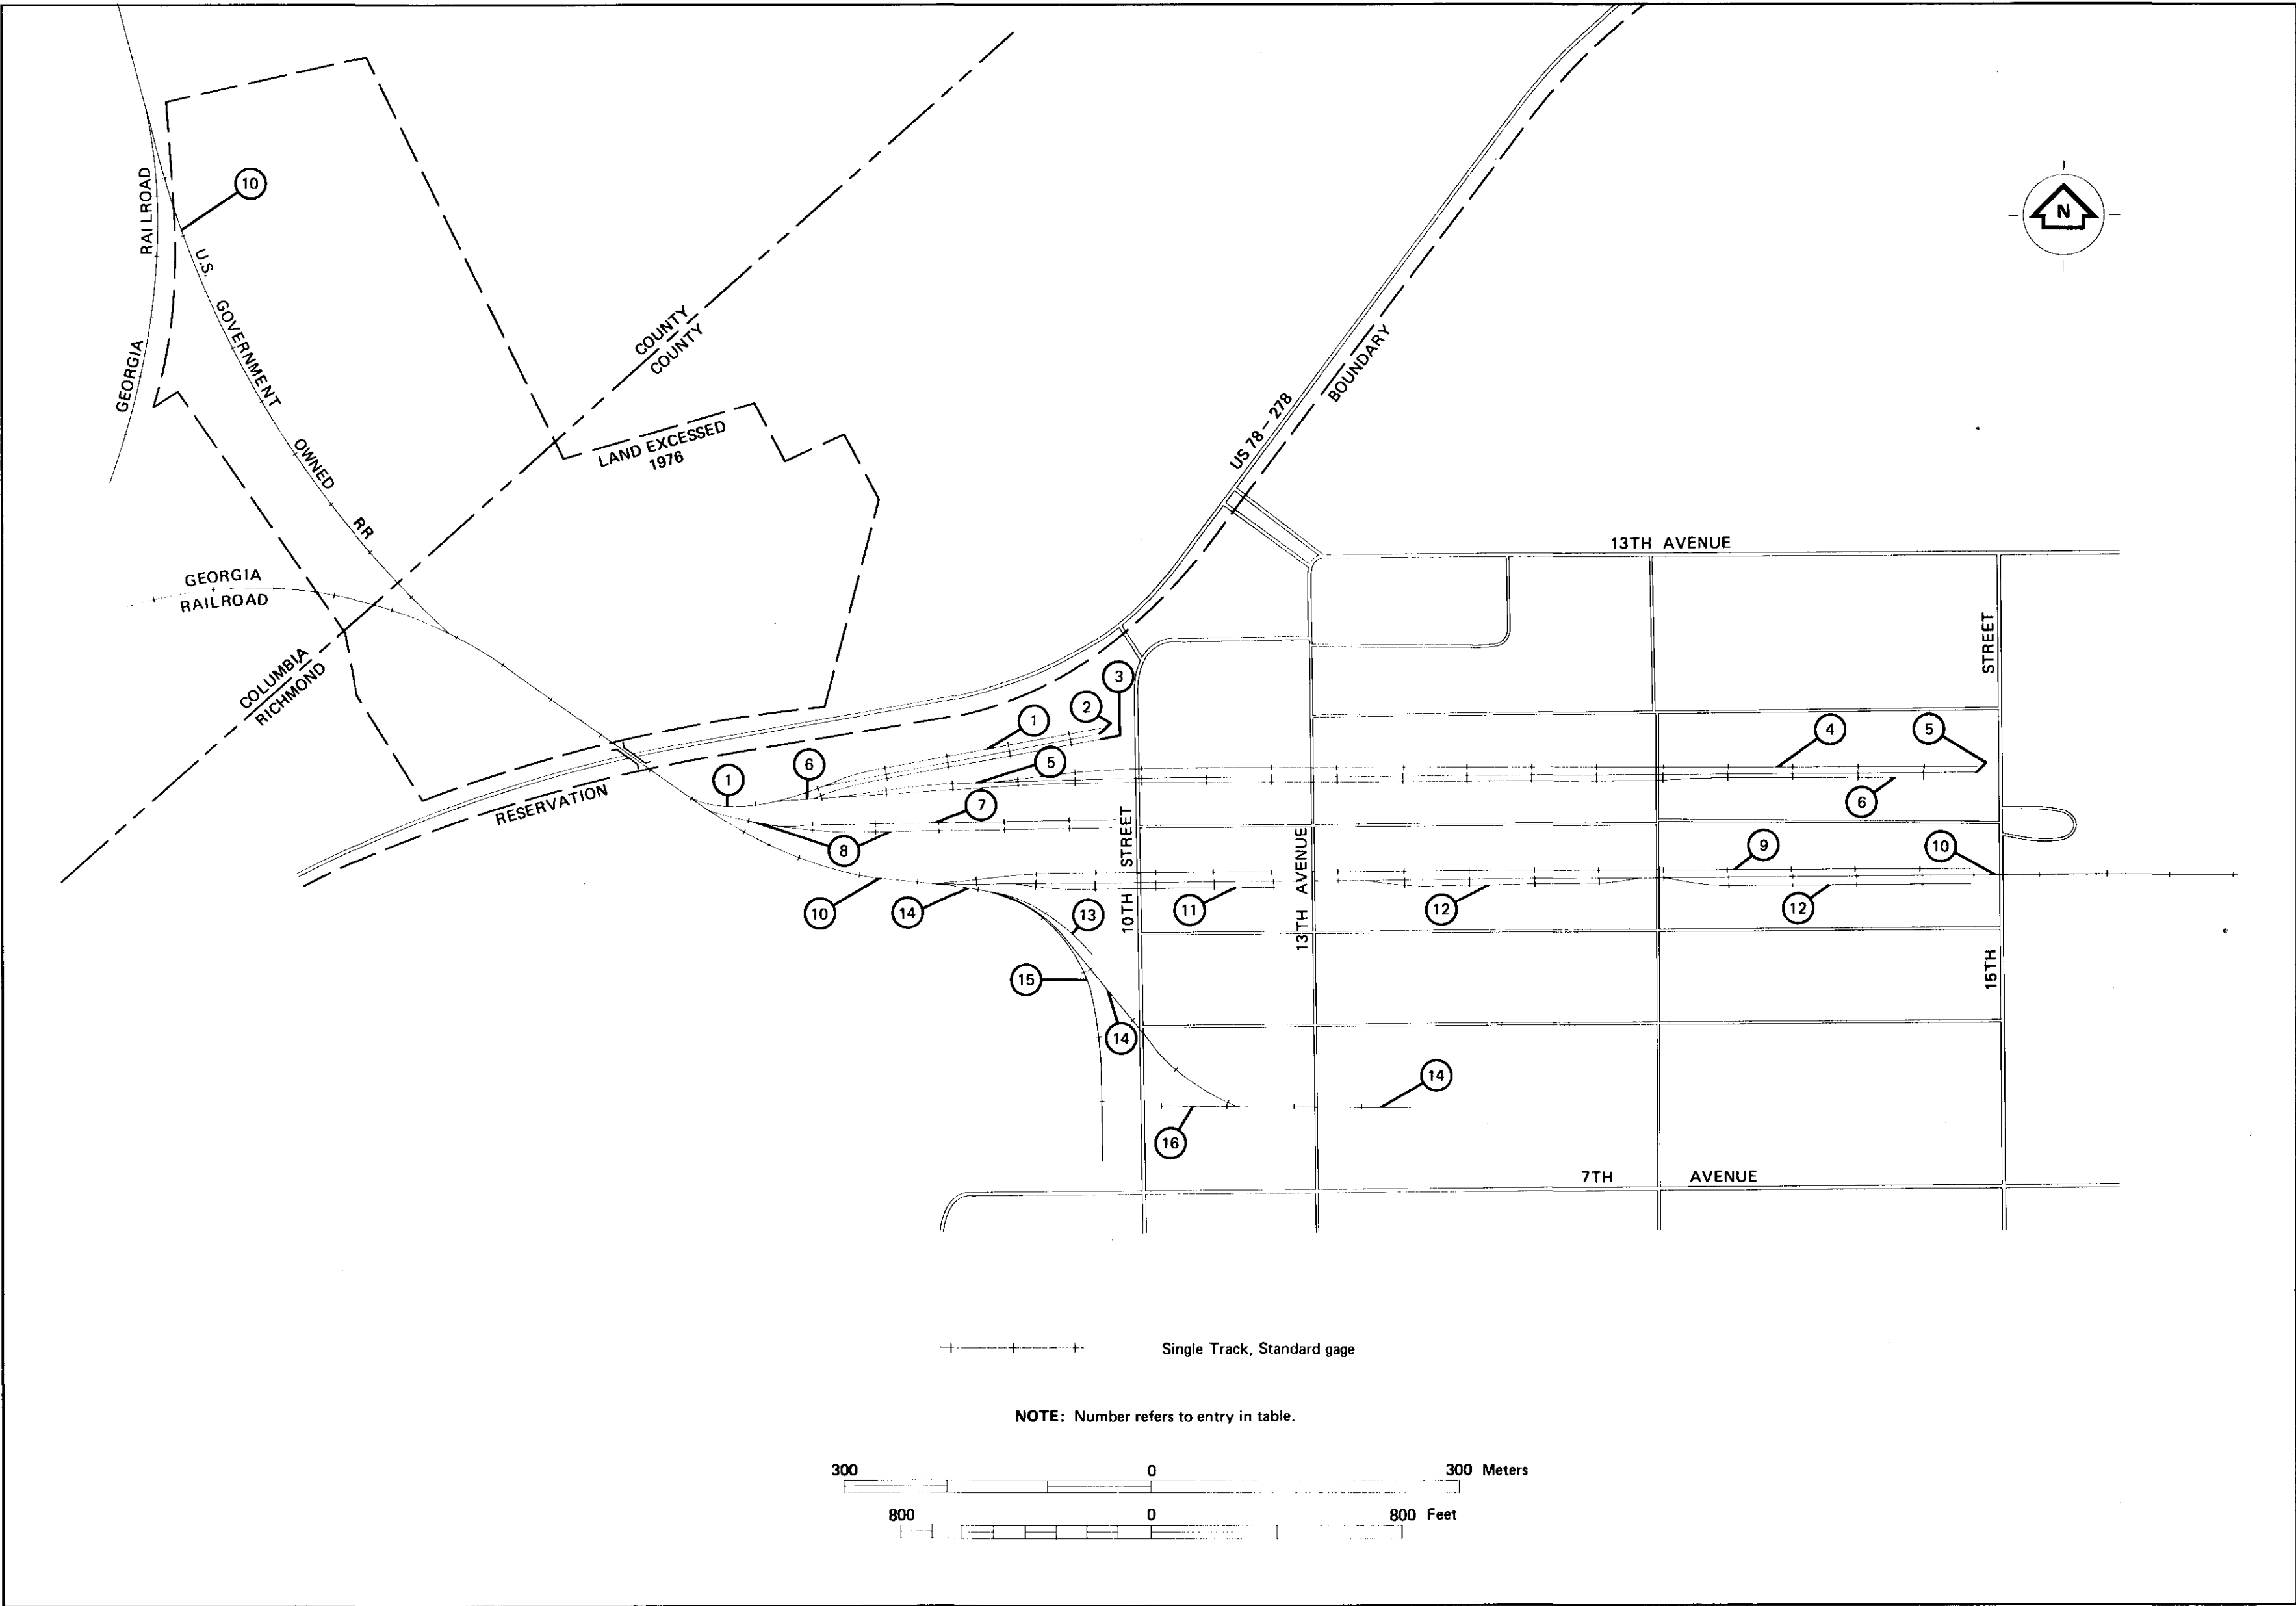 N
10
GEORGIA RAILROAD
U.S. GOVERNMENT OWNED RR
COUNTY
COUNTY
LAND EXCESSED
1976
US 78 – 278
BOUNDARY
13TH AVENUE
GEORGIA
RAILROAD
COLUMBIA
RICHMOND
RESERVATION
15TH STREET
10TH STREET
13TH AVENUE
3
2
1
5
1
6
7
8
4
5
6
9
10
10
14
13
11
12
12
15
14
14
16
7TH AVENUE
Single Track, Standard gage
NOTE: Number refers to entry in table.
300 0 300 Meters
800 0 800 Feet